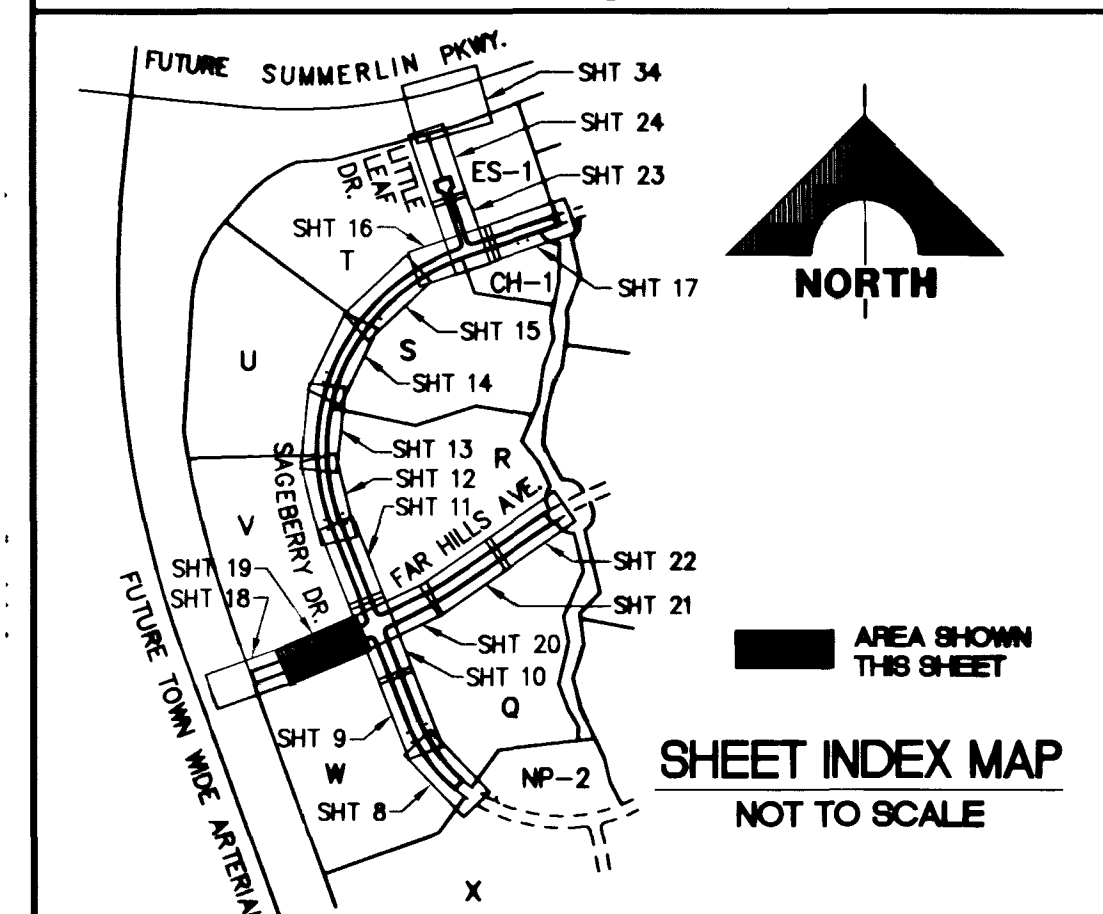 FUTURE SUMMERLIN PKWY.
SHT 34
SHT 24
LITTLE
LEAF
DR.
ES-1
SHT 23
SHT 16
T
CH-1
SHT 17
NORTH
SHT 15
S
U
SHT 14
SHT 13
R
SAGEBERRY DR.
SHT 12
SHT 11
V
FAR HILLS AVE.
SHT 19
SHT 18
SHT 22
SHT 21
FUTURE TOWN WIDE ARTERIAL
SHT 20
SHT 10
AREA SHOWN
THIS SHEET
Q
SHT 9
W
NP-2
SHT 8
SHEET INDEX MAP
NOT TO SCALE
X